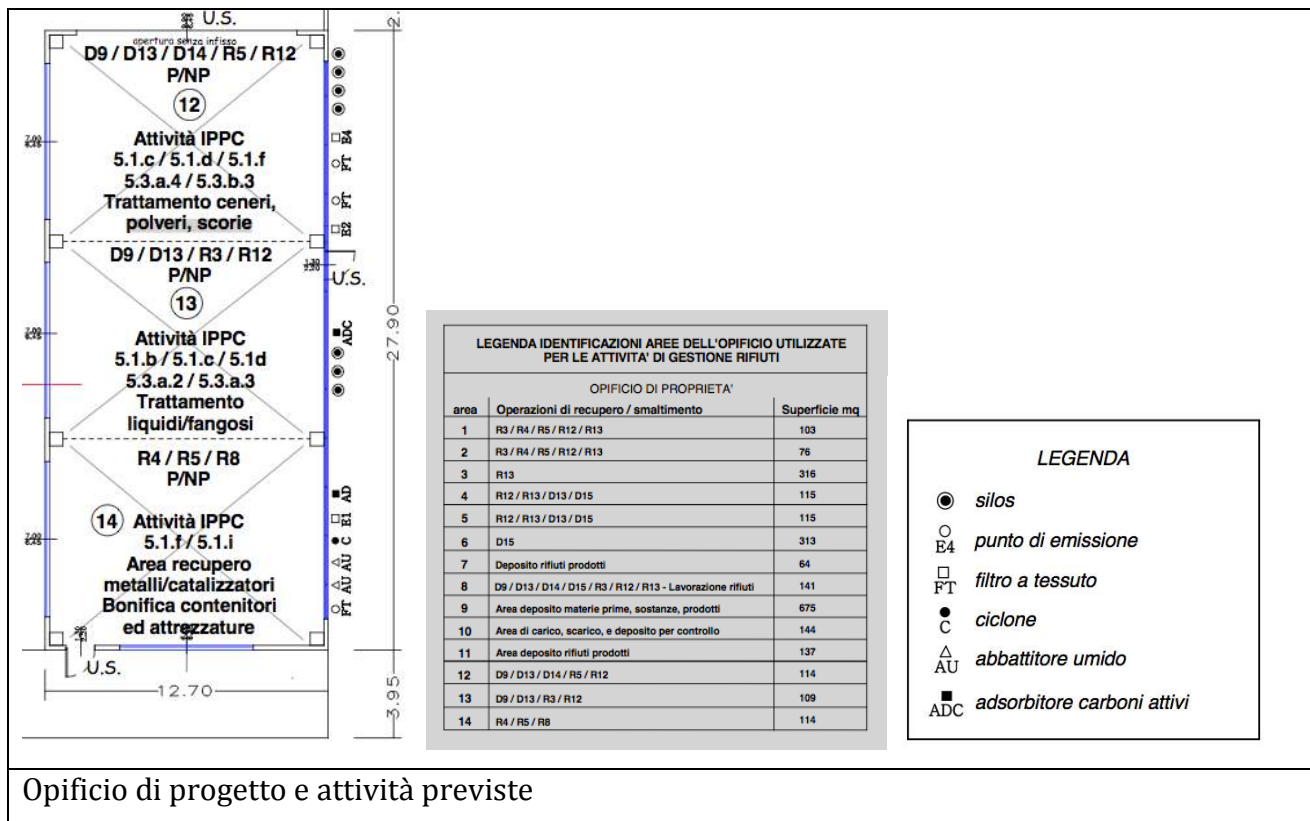 U.S.
apertura senza infisso
D9 / D13 / D14 / R5 / R12
P/NP
12
Attività IPPC
5.1.c / 5.1.d / 5.1.f
5.3.a.4 / 5.3.b.3
Trattamento ceneri,
polveri, scorie
D9 / D13 / R3 / R12
P/NP
13
Attività IPPC
5.1.b / 5.1.c / 5.1d
5.3.a.2 / 5.3.a.3
Trattamento
liquidi/fangosi
R4 / R5 / R8
P/NP
14
Attività IPPC
5.1.f / 5.1.i
Area recupero
metalli/catalizzatori
Bonifica contenitori
ed attrezzature
U.S.
12.70
E4
FT
FT
E2
U.S.
ADC
AD
E1
C
AU
AU
FT
2.
27.90
3.95
LEGENDA IDENTIFICAZIONI AREE DELL'OPIFICIO UTILIZZATE
PER LE ATTIVITA' DI GESTIONE RIFIUTI
OPIFICIO DI PROPRIETA'
area Operazioni di recupero / smaltimento Superficie mq
1 R3 / R4 / R5 / R12 / R13 103
2 R3 / R4 / R5 / R12 / R13 76
3 R13 316
4 R12 / R13 / D13 / D15 115
5 R12 / R13 / D13 / D15 115
6 D15 313
7 Deposito rifiuti prodotti 64
8 D9 / D13 / D14 / D15 / R3 / R12 / R13 - Lavorazione rifiuti 141
9 Area deposito materie prime, sostanze, prodotti 675
10 Area di carico, scarico, e deposito per controllo 144
11 Area deposito rifiuti prodotti 137
12 D9 / D13 / D14 / R5 / R12 114
13 D9 / D13 / R3 / R12 109
14 R4 / R5 / R8 114
LEGENDA
silos
E4 punto di emissione
FT filtro a tessuto
C ciclone
AU abbattitore umido
ADC adsorbitore carboni attivi
Opificio di progetto e attività previste